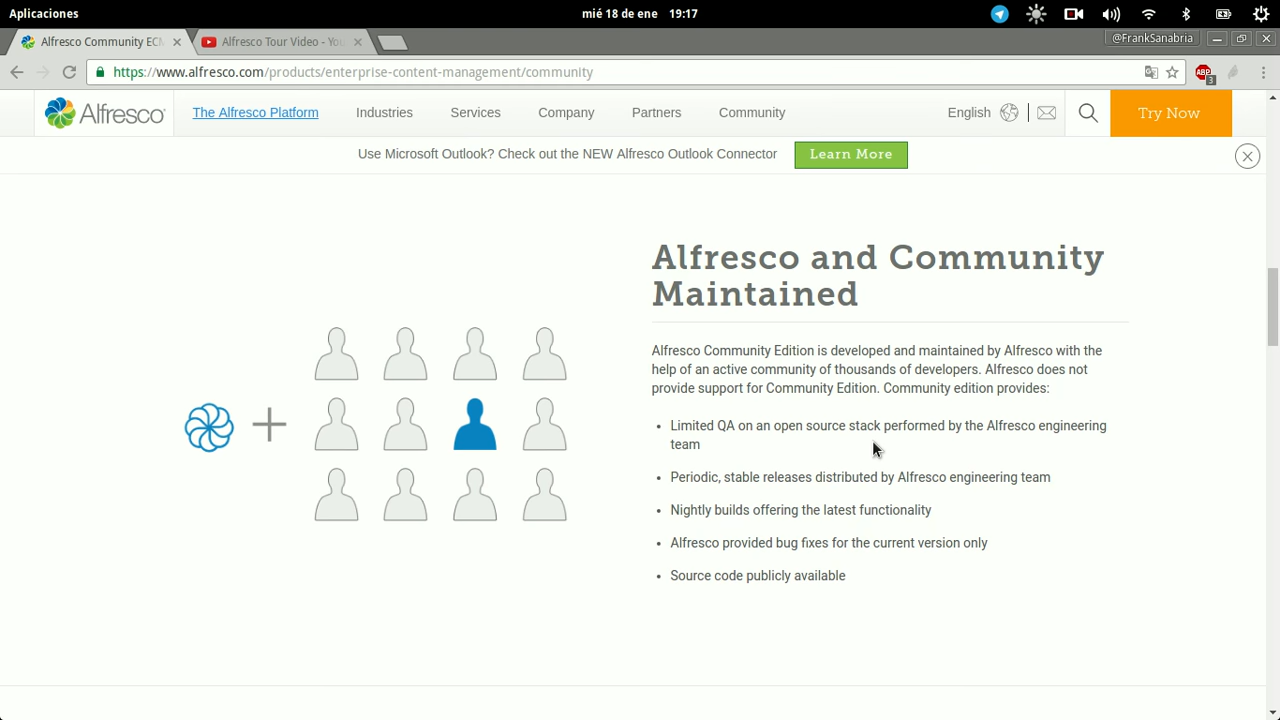 Aplicaciones
mié 18 de ene 19:17
Alfresco Community ECM
Alfresco Tour Video - You
@FrankSanabria
https://www.alfresco.com/products/enterprise-content-management/community
ABP
3
Alfresco
The Alfresco Platform
Industries
Services
Company
Partners
Community
English
Try Now
Use Microsoft Outlook? Check out the NEW Alfresco Outlook Connector
Learn More
Alfresco and Community
Maintained
Alfresco Community Edition is developed and maintained by Alfresco with the
help of an active community of thousands of developers. Alfresco does not
provide support for Community Edition. Community edition provides:
• Limited QA on an open source stack performed by the Alfresco engineering
team
• Periodic, stable releases distributed by Alfresco engineering team
• Nightly builds offering the latest functionality
• Alfresco provided bug fixes for the current version only
• Source code publicly available